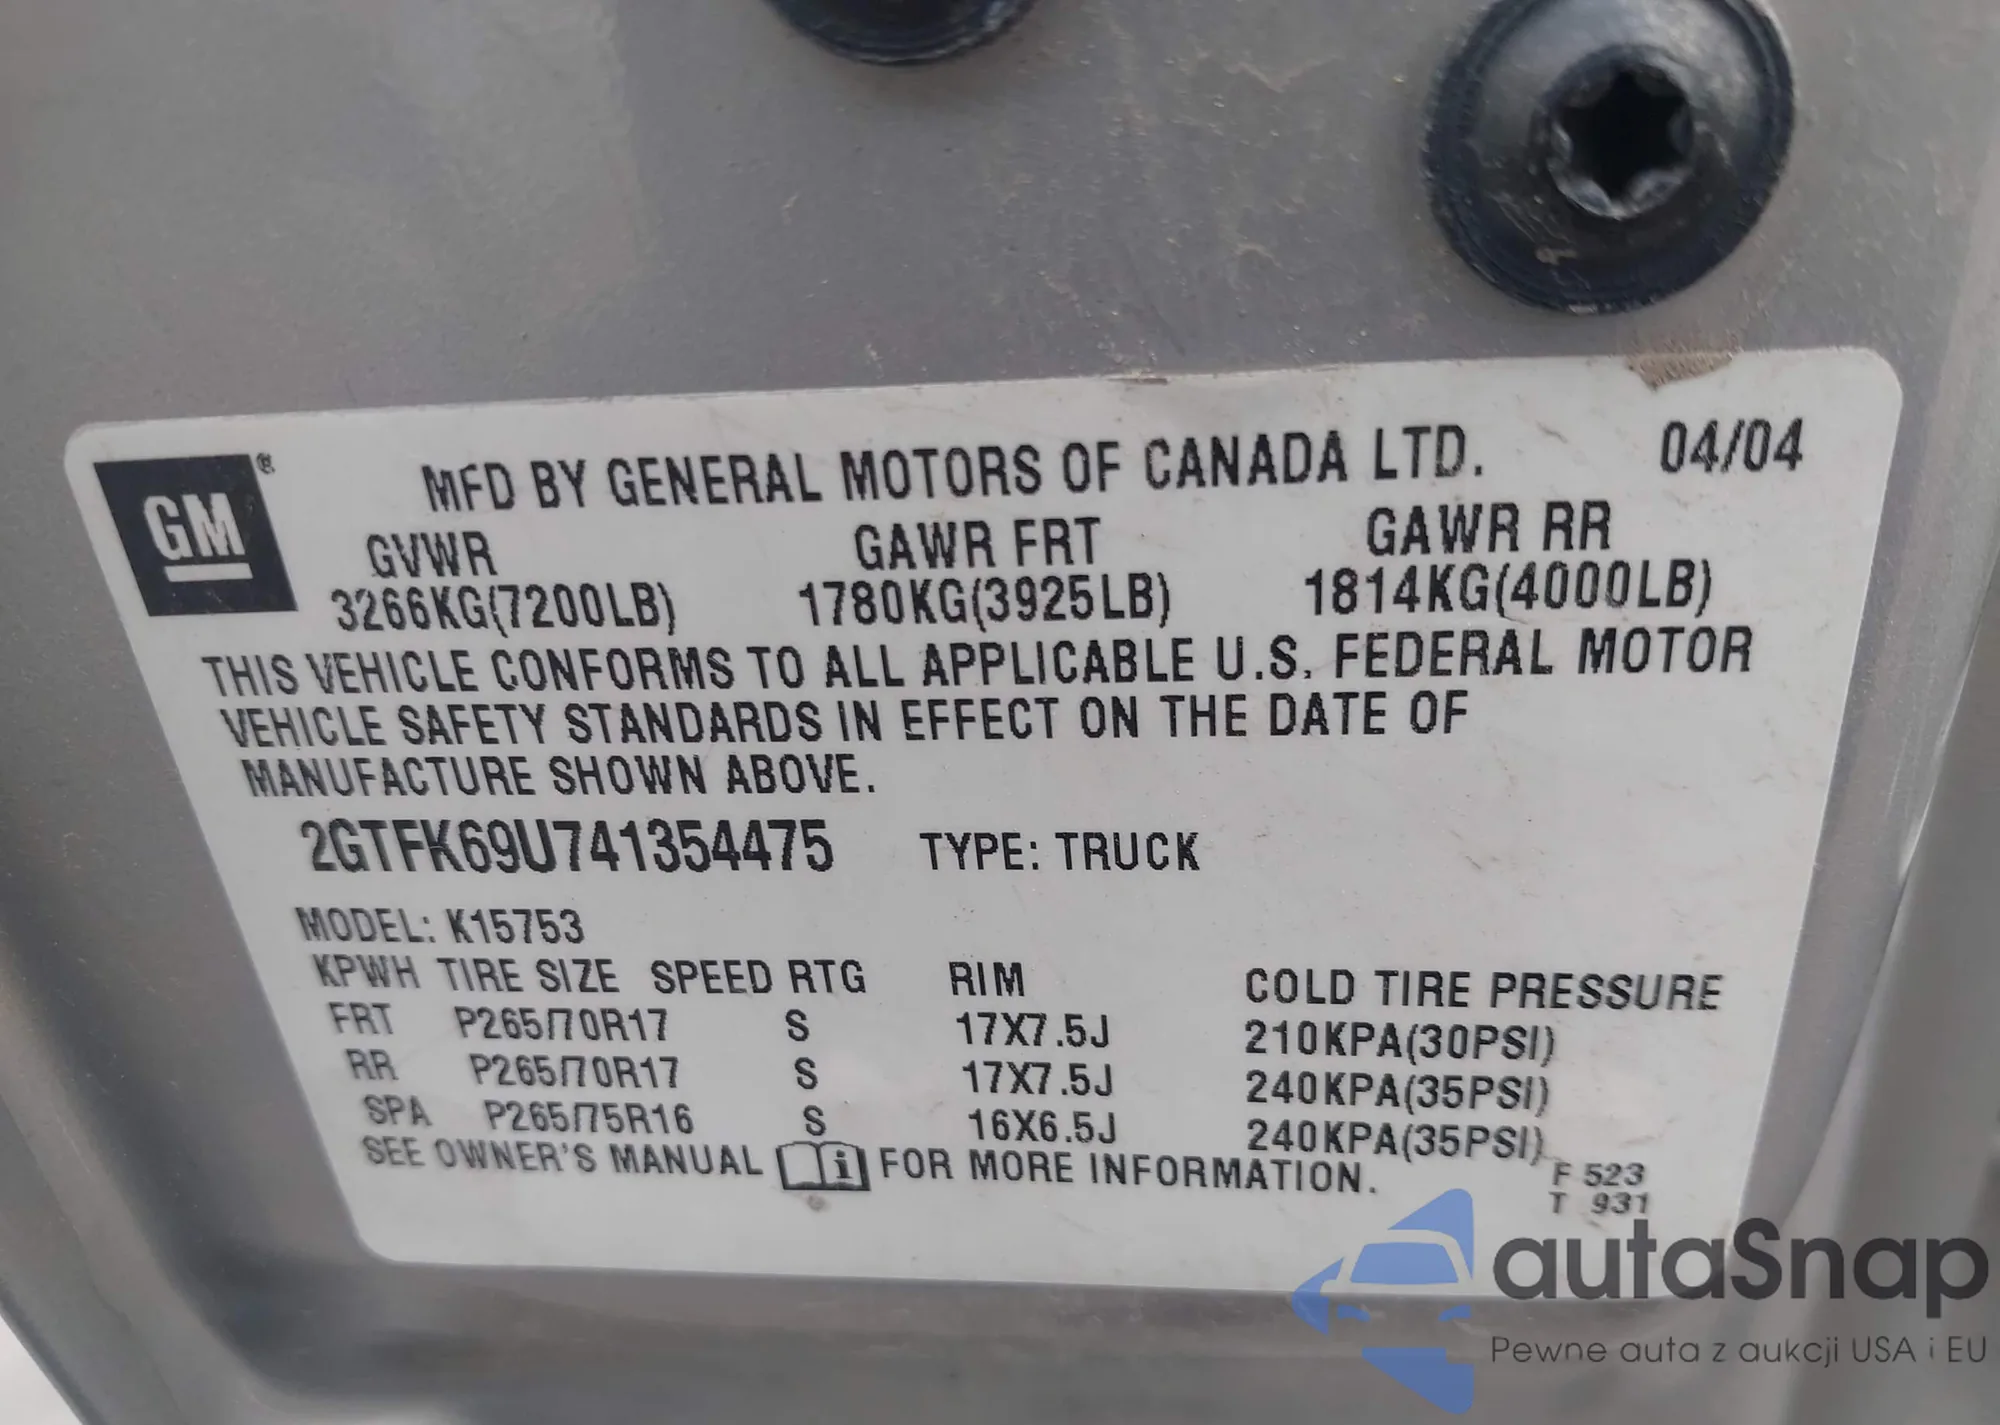 GM ®
MFD BY GENERAL MOTORS OF CANADA LTD. 04/04
GVWR GAWR FRT GAWR RR
3266KG(7200LB) 1780KG(3925LB) 1814KG(4000LB)
THIS VEHICLE CONFORMS TO ALL APPLICABLE U.S. FEDERAL MOTOR
VEHICLE SAFETY STANDARDS IN EFFECT ON THE DATE OF
MANUFACTURE SHOWN ABOVE.
2GTFK69U741354475 TYPE: TRUCK
MODEL: K15753
KPWH TIRE SIZE SPEED RTG RIM COLD TIRE PRESSURE
FRT P265/70R17 S 17X7.5J 210KPA(30PSI)
RR P265/70R17 S 17X7.5J 240KPA(35PSI)
SPA P265/75R16 S 16X6.5J 240KPA(35PSI)
SEE OWNER'S MANUAL i FOR MORE INFORMATION.
F 523
T 931
autaSnap
Pewne auta z aukcji USA i EU